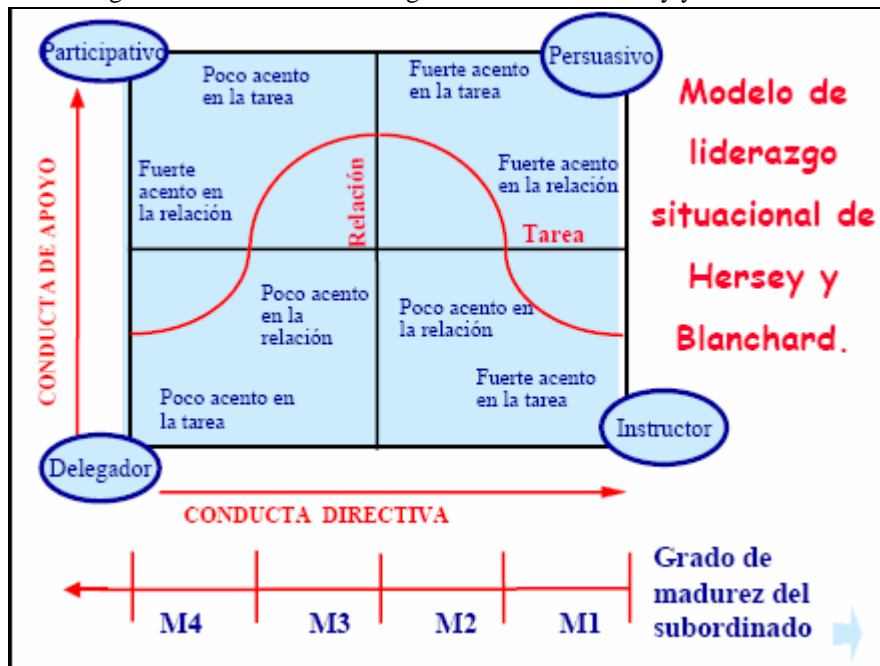 Participativo
Persuasivo
Poco acento
en la tarea
Fuerte acento
en la tarea
Fuerte
acento en
la relación
Relación
Fuerte acento
en la relación
Tarea
Modelo de
liderazgo
situacional de
Hersey y
Blanchard.
CONDUCTA DE APOYO
Poco acento
en la
relación
Poco acento en
la relación
Poco acento en
la tarea
Fuerte acento
en la tarea
Delegador
Instructor
CONDUCTA DIRECTIVA
M4
M3
M2
M1
Grado de
madurez del
subordinado